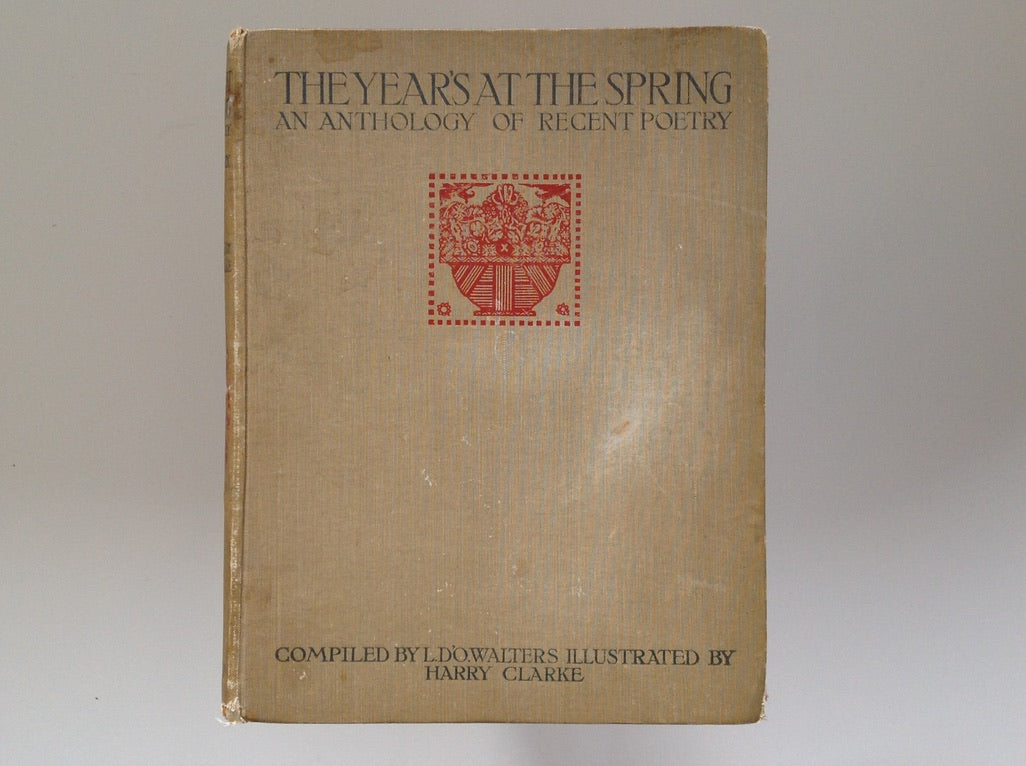 THE YEAR'S AT THE SPRING
AN ANTHOLOGY OF RECENT POETRY
COMPILED BY L.D'O.WALTERS ILLUSTRATED BY
HARRY CLARKE